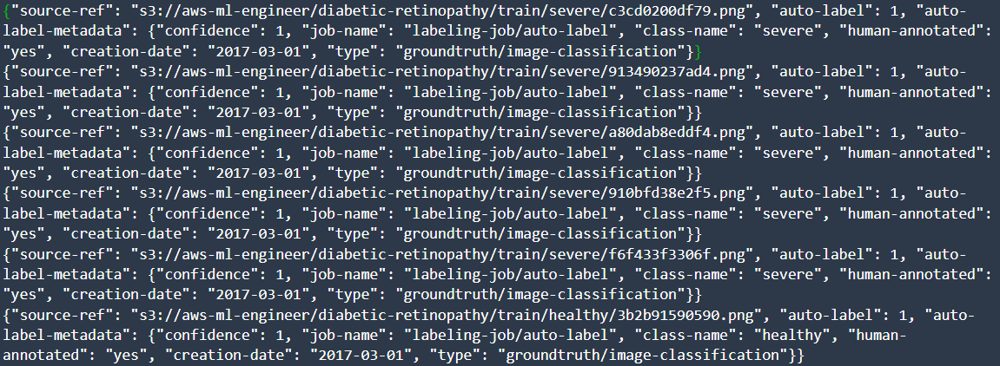 {"source-ref": "s3://aws-ml-engineer/diabetic-retinopathy/train/severe/c3cd0200df79.png", "auto-label": 1, "auto-
label-metadata": {"confidence": 1, "job-name": "labeling-job/auto-label", "class-name": "severe", "human-annotated":
"yes", "creation-date": "2017-03-01", "type": "groundtruth/image-classification"}}
{"source-ref": "s3://aws-ml-engineer/diabetic-retinopathy/train/severe/913490237ad4.png", "auto-label": 1, "auto-
label-metadata": {"confidence": 1, "job-name": "labeling-job/auto-label", "class-name": "severe", "human-annotated":
"yes", "creation-date": "2017-03-01", "type": "groundtruth/image-classification"}}
{"source-ref": "s3://aws-ml-engineer/diabetic-retinopathy/train/severe/a80dab8eddf4.png", "auto-label": 1, "auto-
label-metadata": {"confidence": 1, "job-name": "labeling-job/auto-label", "class-name": "severe", "human-annotated":
"yes", "creation-date": "2017-03-01", "type": "groundtruth/image-classification"}}
{"source-ref": "s3://aws-ml-engineer/diabetic-retinopathy/train/severe/910bfd38e2f5.png", "auto-label": 1, "auto-
label-metadata": {"confidence": 1, "job-name": "labeling-job/auto-label", "class-name": "severe", "human-annotated":
"yes", "creation-date": "2017-03-01", "type": "groundtruth/image-classification"}}
{"source-ref": "s3://aws-ml-engineer/diabetic-retinopathy/train/severe/f6f433f3306f.png", "auto-label": 1, "auto-
label-metadata": {"confidence": 1, "job-name": "labeling-job/auto-label", "class-name": "severe", "human-annotated":
"yes", "creation-date": "2017-03-01", "type": "groundtruth/image-classification"}}
{"source-ref": "s3://aws-ml-engineer/diabetic-retinopathy/train/healthy/3b2b91590590.png", "auto-label": 1, "auto-
label-metadata": {"confidence": 1, "job-name": "labeling-job/auto-label", "class-name": "healthy", "human-
annotated": "yes", "creation-date": "2017-03-01", "type": "groundtruth/image-classification"}}